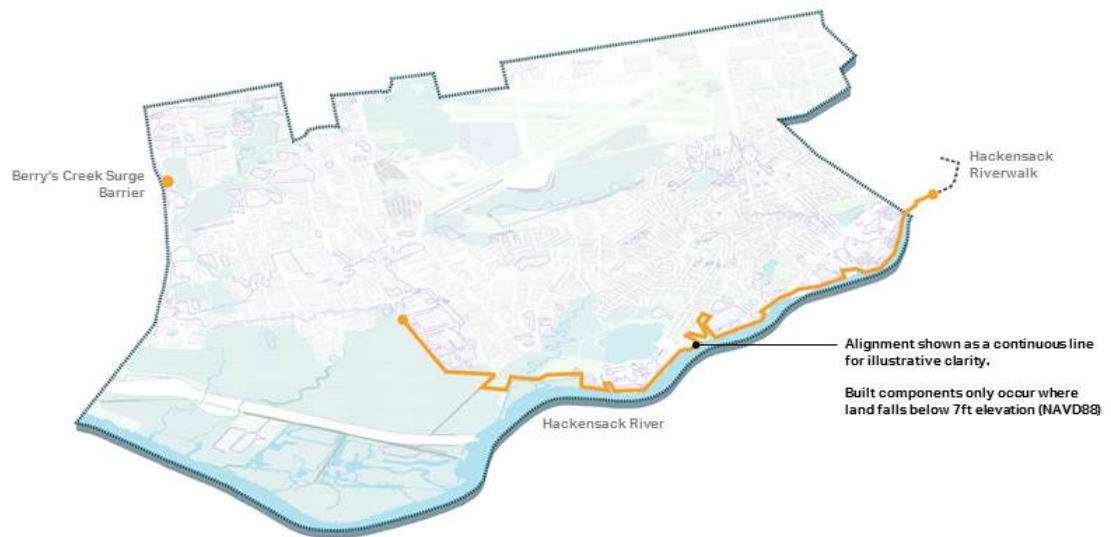 Berry's Creek Surge
Barrier
Hackensack
Riverwalk
Alignment shown as a continuous line
for illustrative clarity.
Built components only occur where
land falls below 7ft elevation (NAVD88)
Hackensack River